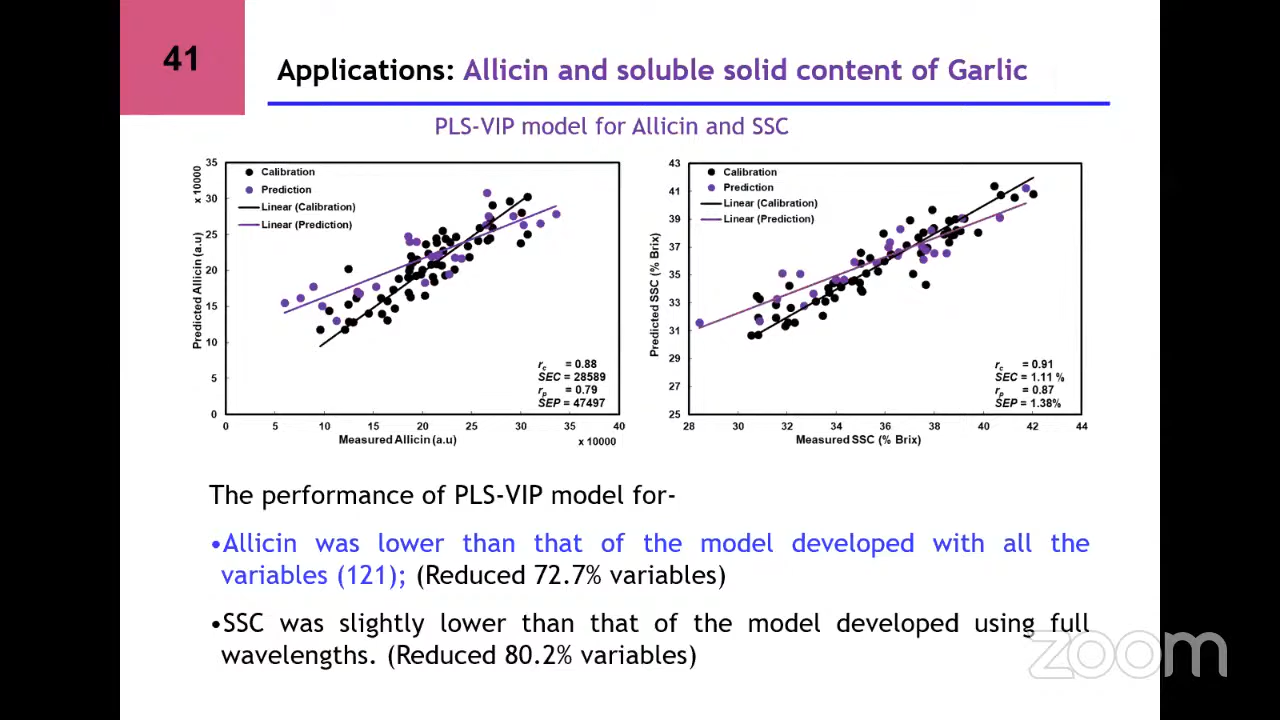 41
Applications: Allicin and soluble solid content of Garlic
PLS-VIP model for Allicin and SSC
35
30
25
20
15
10
5
0
x 10000
Predicted Allicin (a.u)
Calibration
Prediction
Linear (Calibration)
Linear (Prediction)
rc = 0.88
SEC = 28589
rp = 0.79
SEP = 47497
0 5 10 15 20 25 30 35 40
Measured Allicin (a.u)
x 10000
43
41
39
37
35
33
31
29
27
25
Predicted SSC (% Brix)
Calibration
Prediction
Linear (Calibration)
Linear (Prediction)
rc = 0.91
SEC = 1.11 %
rp = 0.87
SEP = 1.38%
28 30 32 34 36 38 40 42 44
Measured SSC (% Brix)
The performance of PLS-VIP model for-
•Allicin was lower than that of the model developed with all the
variables (121); (Reduced 72.7% variables)
•SSC was slightly lower than that of the model developed using full
wavelengths. (Reduced 80.2% variables)
zoom